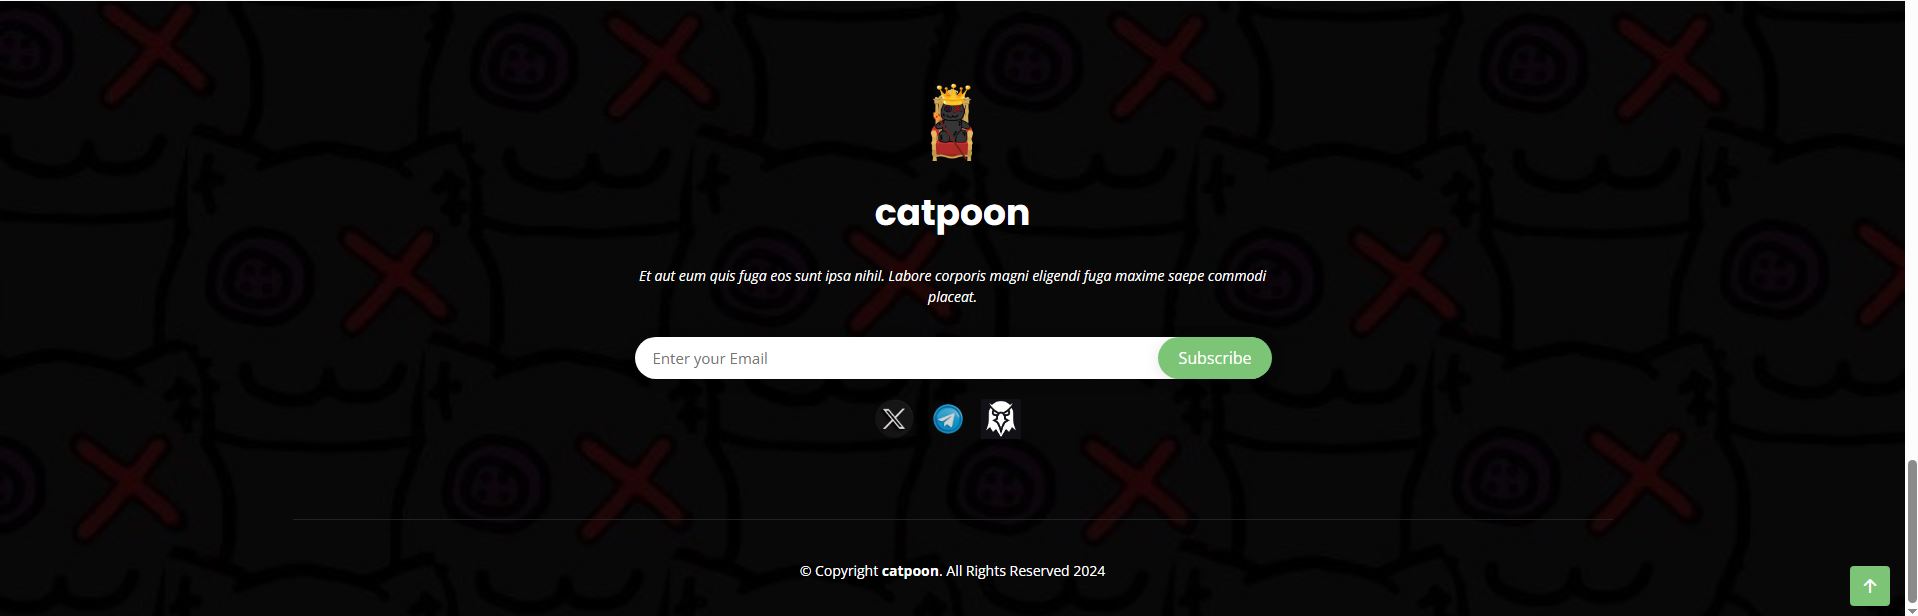 catpoon
Et aut eum quis fuga eos sunt ipsa nihil. Labore corporis magni eligendi fuga maxime saepe commodi
placeat.
Enter your Email
Subscribe
© Copyright catpoon. All Rights Reserved 2024